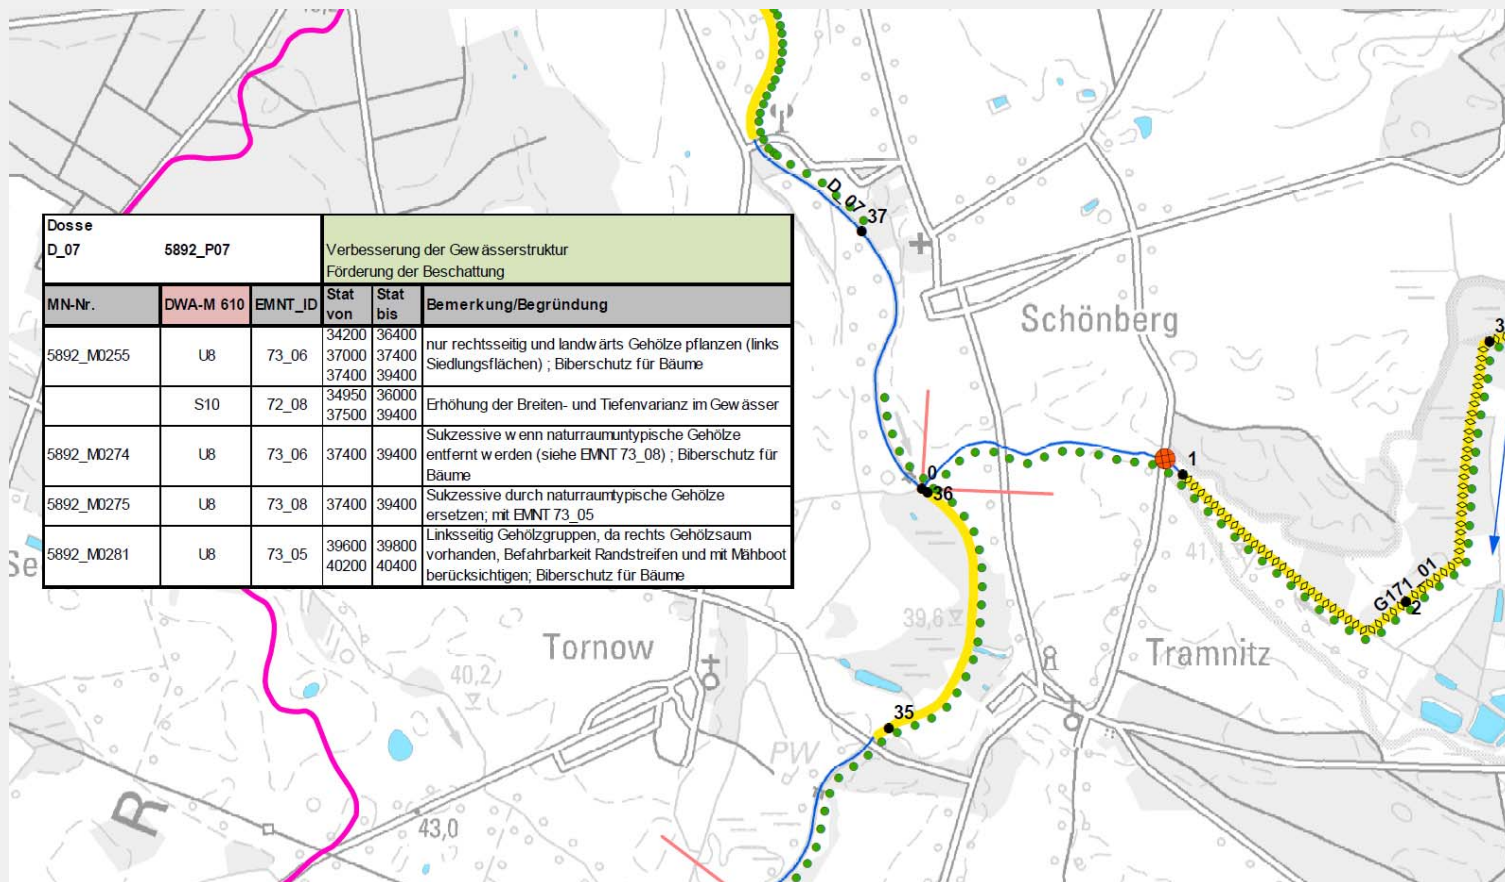 Dosse
D_07 5892_P07
Verbesserung der Gewässerstruktur
Förderung der Beschattung
MN-Nr. DWA-M 610 EMNT_ID Stat von Stat bis Bemerkung/Begründung
5892_M0255 U8 73_06
34200 36400
37000 37400
37400 39400
nur rechtsseitig und landwärts Gehölze pflanzen (links
Siedlungsflächen) ; Biberschutz für Bäume
S10 72_08
34950 36000
37500 39400
Erhöhung der Breiten- und Tiefenvarianz im Gewässer
5892_M0274 U8 73_06 37400 39400
Sukzessive wenn naturraumuntypische Gehölze
entfernt werden (siehe EMNT 73_08) ; Biberschutz für
Bäume
5892_M0275 U8 73_08 37400 39400
Sukzessive durch naturraumtypische Gehölze
ersetzen; mit EMNT 73_05
5892_M0281 U8 73_05
39600 39800
40200 40400
Linksseitig Gehölzgruppen, da rechts Gehölzsaum
vorhanden, Befahrbarkeit Randstreifen und mit Mähboot
berücksichtigen; Biberschutz für Bäume
D_07
37
Schönberg
3
0
36
1
41,1
G171_01
2
Se
39,6
Tornow
Tramnitz
40,2
35
PW
R
43,0